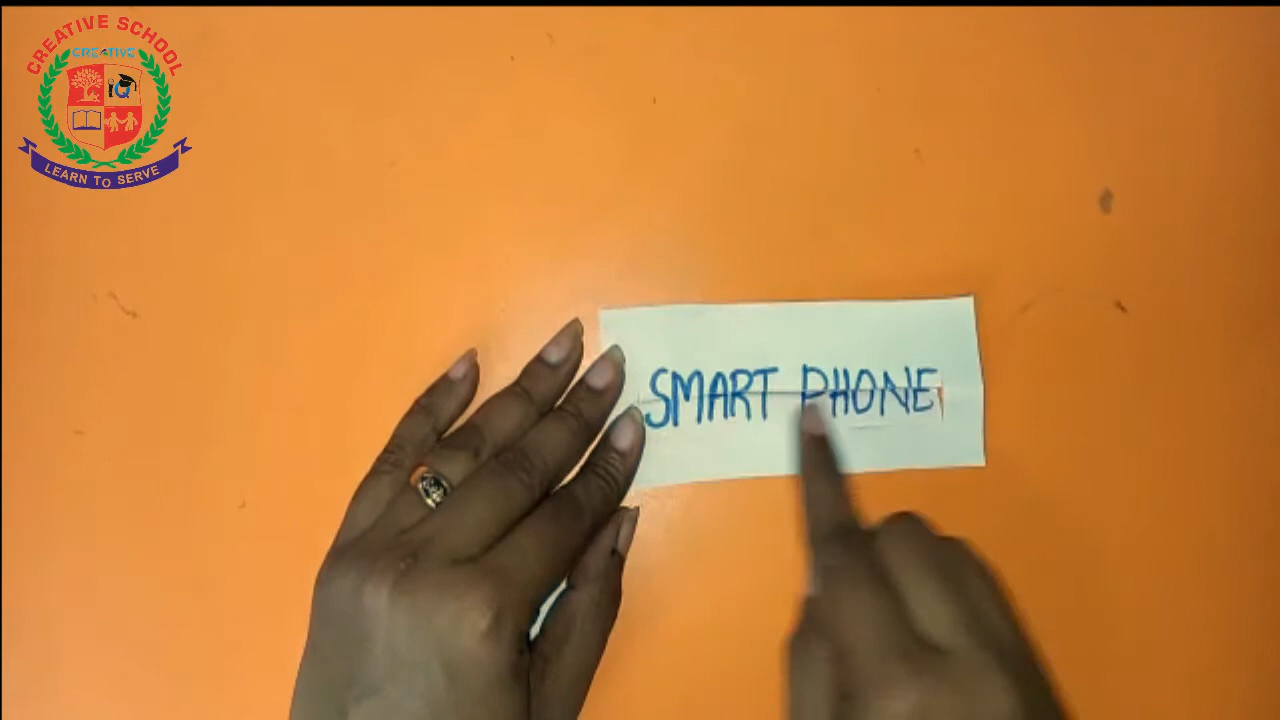 CREATIVE SCHOOL
CREATIVE
iQ
LEARN TO SERVE
SMART PHONE